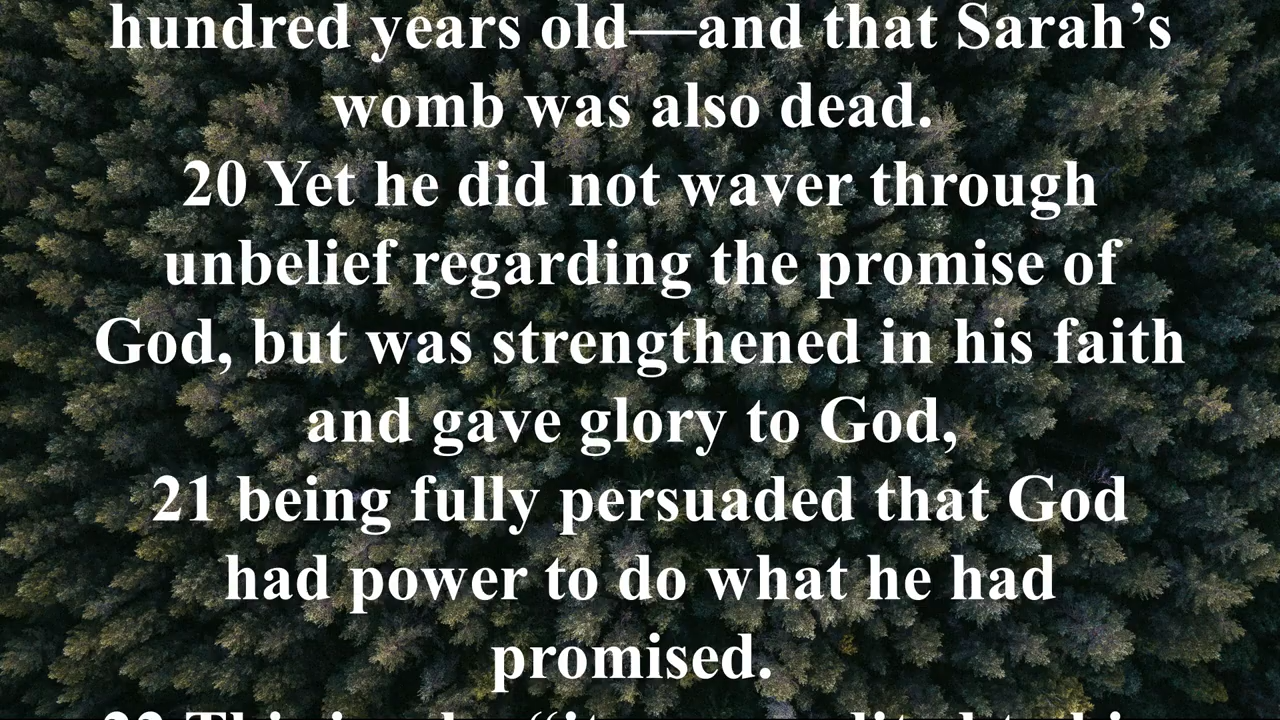 hundred years old—and that Sarah’s
womb was also dead.
20 Yet he did not waver through
unbelief regarding the promise of
God, but was strengthened in his faith
and gave glory to God,
21 being fully persuaded that God
had power to do what he had
promised.